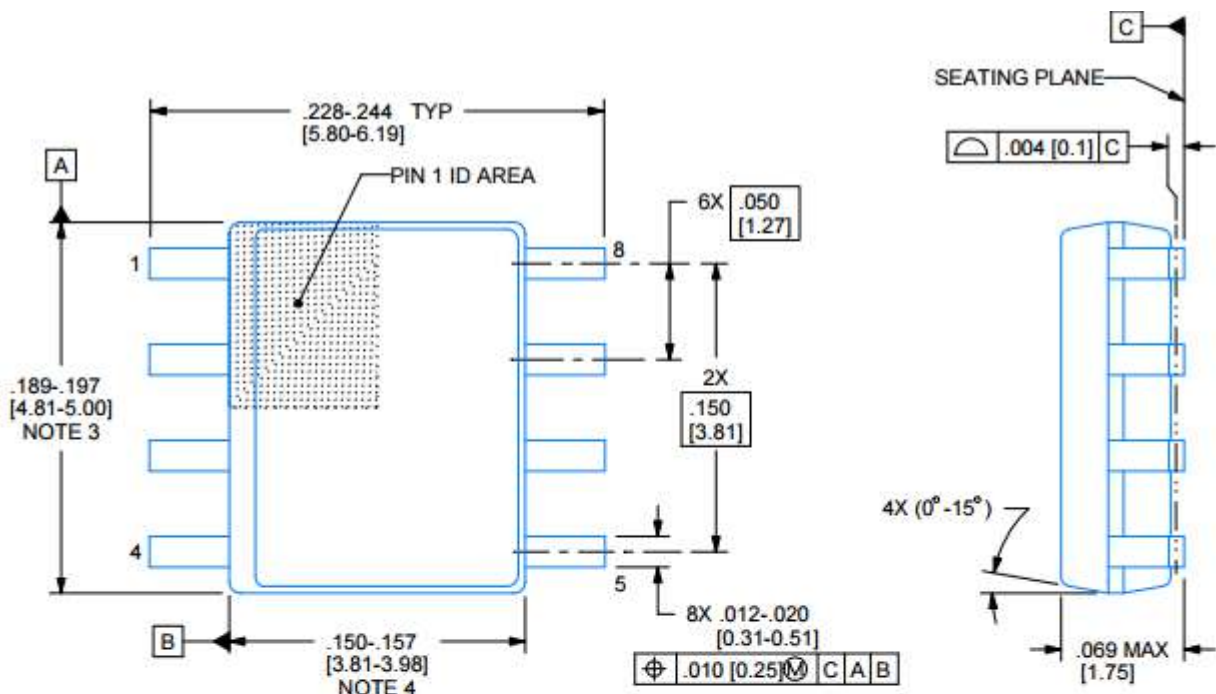 C
SEATING PLANE
.004 [0.1] C
.228-.244 TYP
[5.80-6.19]
A
PIN 1 ID AREA
6X .050
[1.27]
1
8
.189-.197
[4.81-5.00]
NOTE 3
2X
.150
[3.81]
4X (0°-15°)
4
5
8X .012-.020
[0.31-0.51]
.010 [0.25]Ⓜ C A B
B
.150-.157
[3.81-3.98]
NOTE 4
.069 MAX
[1.75]